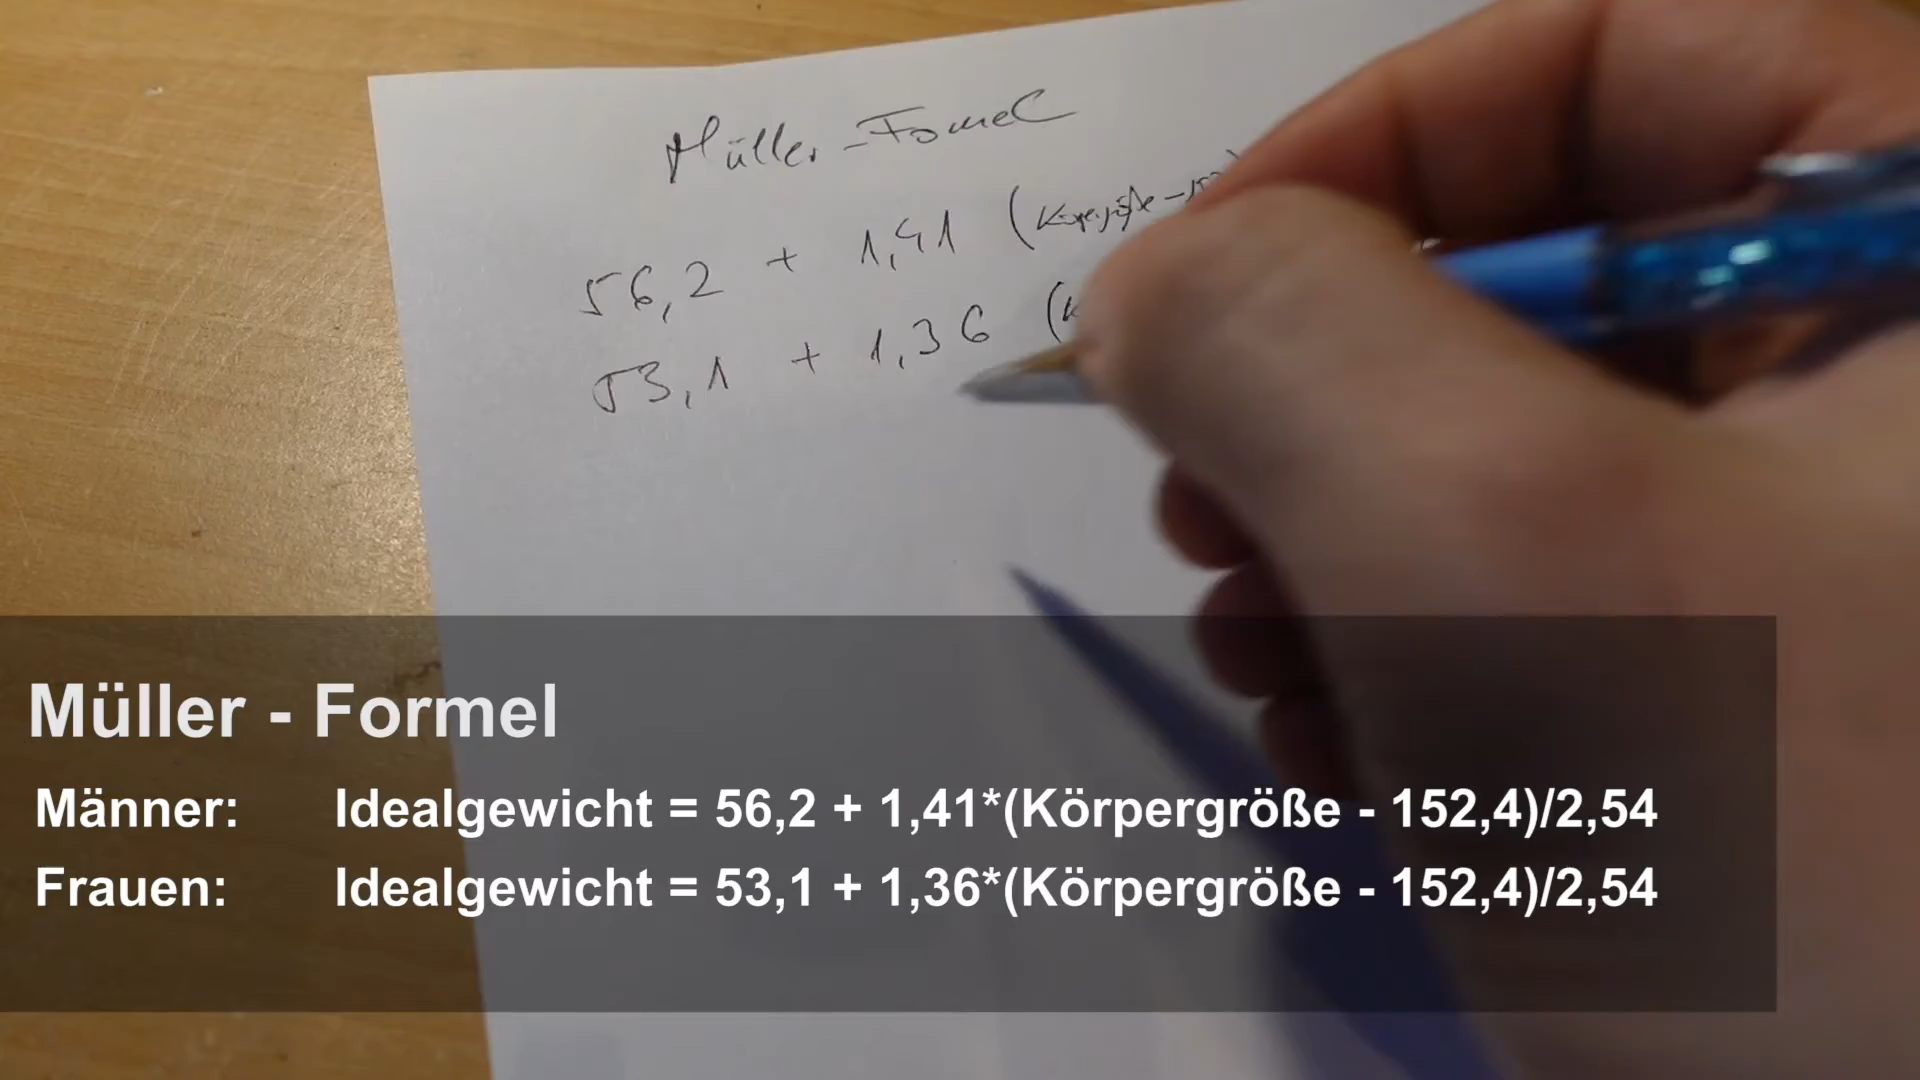 Müller-Formel
56,2 + 1,41 (Körpergröße -
53,1 + 1,36 (K
Müller - Formel
Männer: Idealgewicht = 56,2 + 1,41*(Körpergröße - 152,4)/2,54
Frauen: Idealgewicht = 53,1 + 1,36*(Körpergröße - 152,4)/2,54